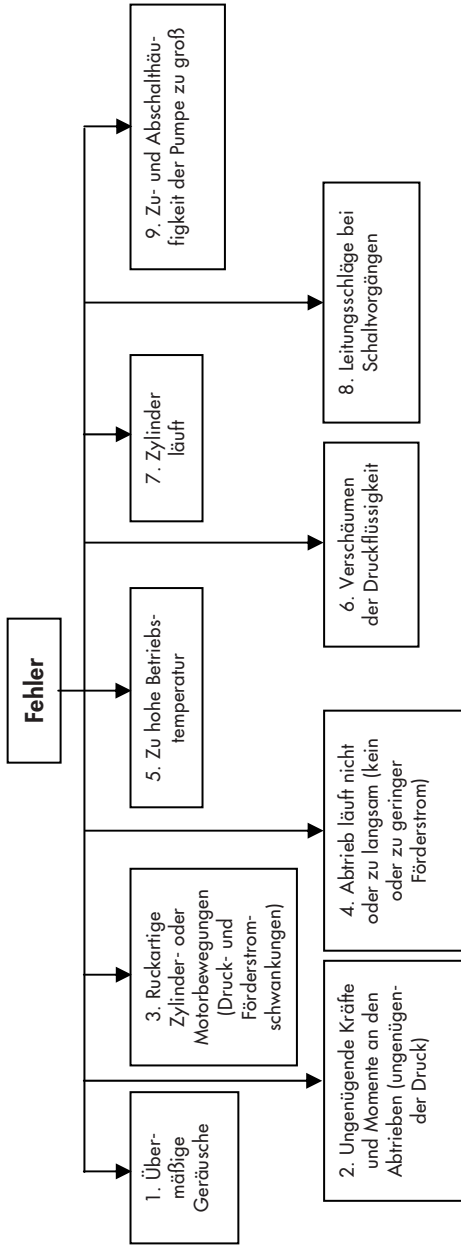 Fehler
1. Über-
mäßige
Geräusche
2. Ungenügende Kräfte
und Momente an den
Abtrieben (ungenügen-
der Druck)
3. Ruckartige
Zylinder- oder
Motorbewegungen
(Druck- und
Förderstrom-
schwankungen)
4. Abtrieb läuft nicht
oder zu langsam (kein
oder zu geringer
Förderstrom)
5. Zu hohe Betriebs-
temperatur
6. Verschäumen
der Druckflüssigkeit
7. Zylinder
läuft
8. Leitungsschläge bei
Schaltvorgängen
9. Zu- und Abschalthäu-
figkeit der Pumpe zu groß